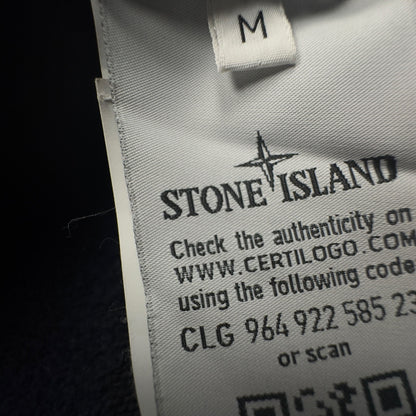 M
STONE ISLAND
Check the authenticity on
WWW.CERTILOGO.COM
using the following code
CLG 964 922 585 23
or scan